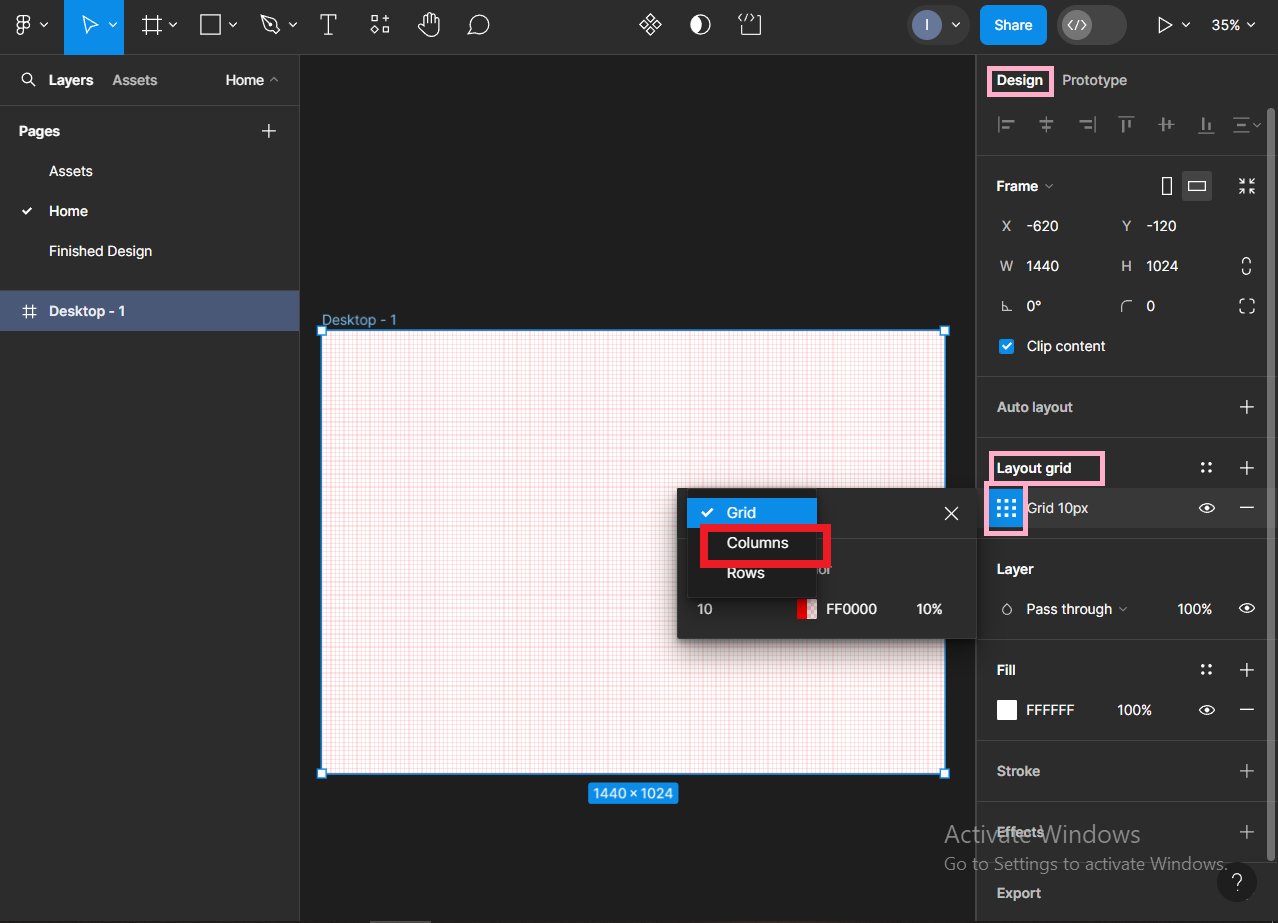 I
Share
35%
Layers Assets Home
Pages
Assets
Home
Finished Design
Desktop - 1
Desktop - 1
1440 × 1024
Grid
Columns
Rows
or
10 FF0000 10%
Design Prototype
Frame
X -620 Y -120
W 1440 H 1024
0° 0
Clip content
Auto layout
Layout grid
Grid 10px
Layer
Pass through 100%
Fill
FFFFFF 100%
Stroke
Effects
Activate Windows
Go to Settings to activate Windows.
Export
?